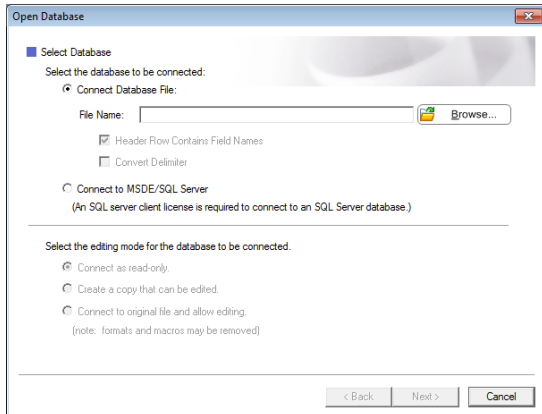 Open Database
Select Database
Select the database to be connected:
Connect Database File:
File Name:
Browse...
Header Row Contains Field Names
Convert Delimiter
Connect to MSDE/SQL Server
(An SQL server client license is required to connect to an SQL Server database.)
Select the editing mode for the database to be connected.
Connect as read-only.
Create a copy that can be edited.
Connect to original file and allow editing.
(note: formats and macros may be removed)
< Back
Next >
Cancel